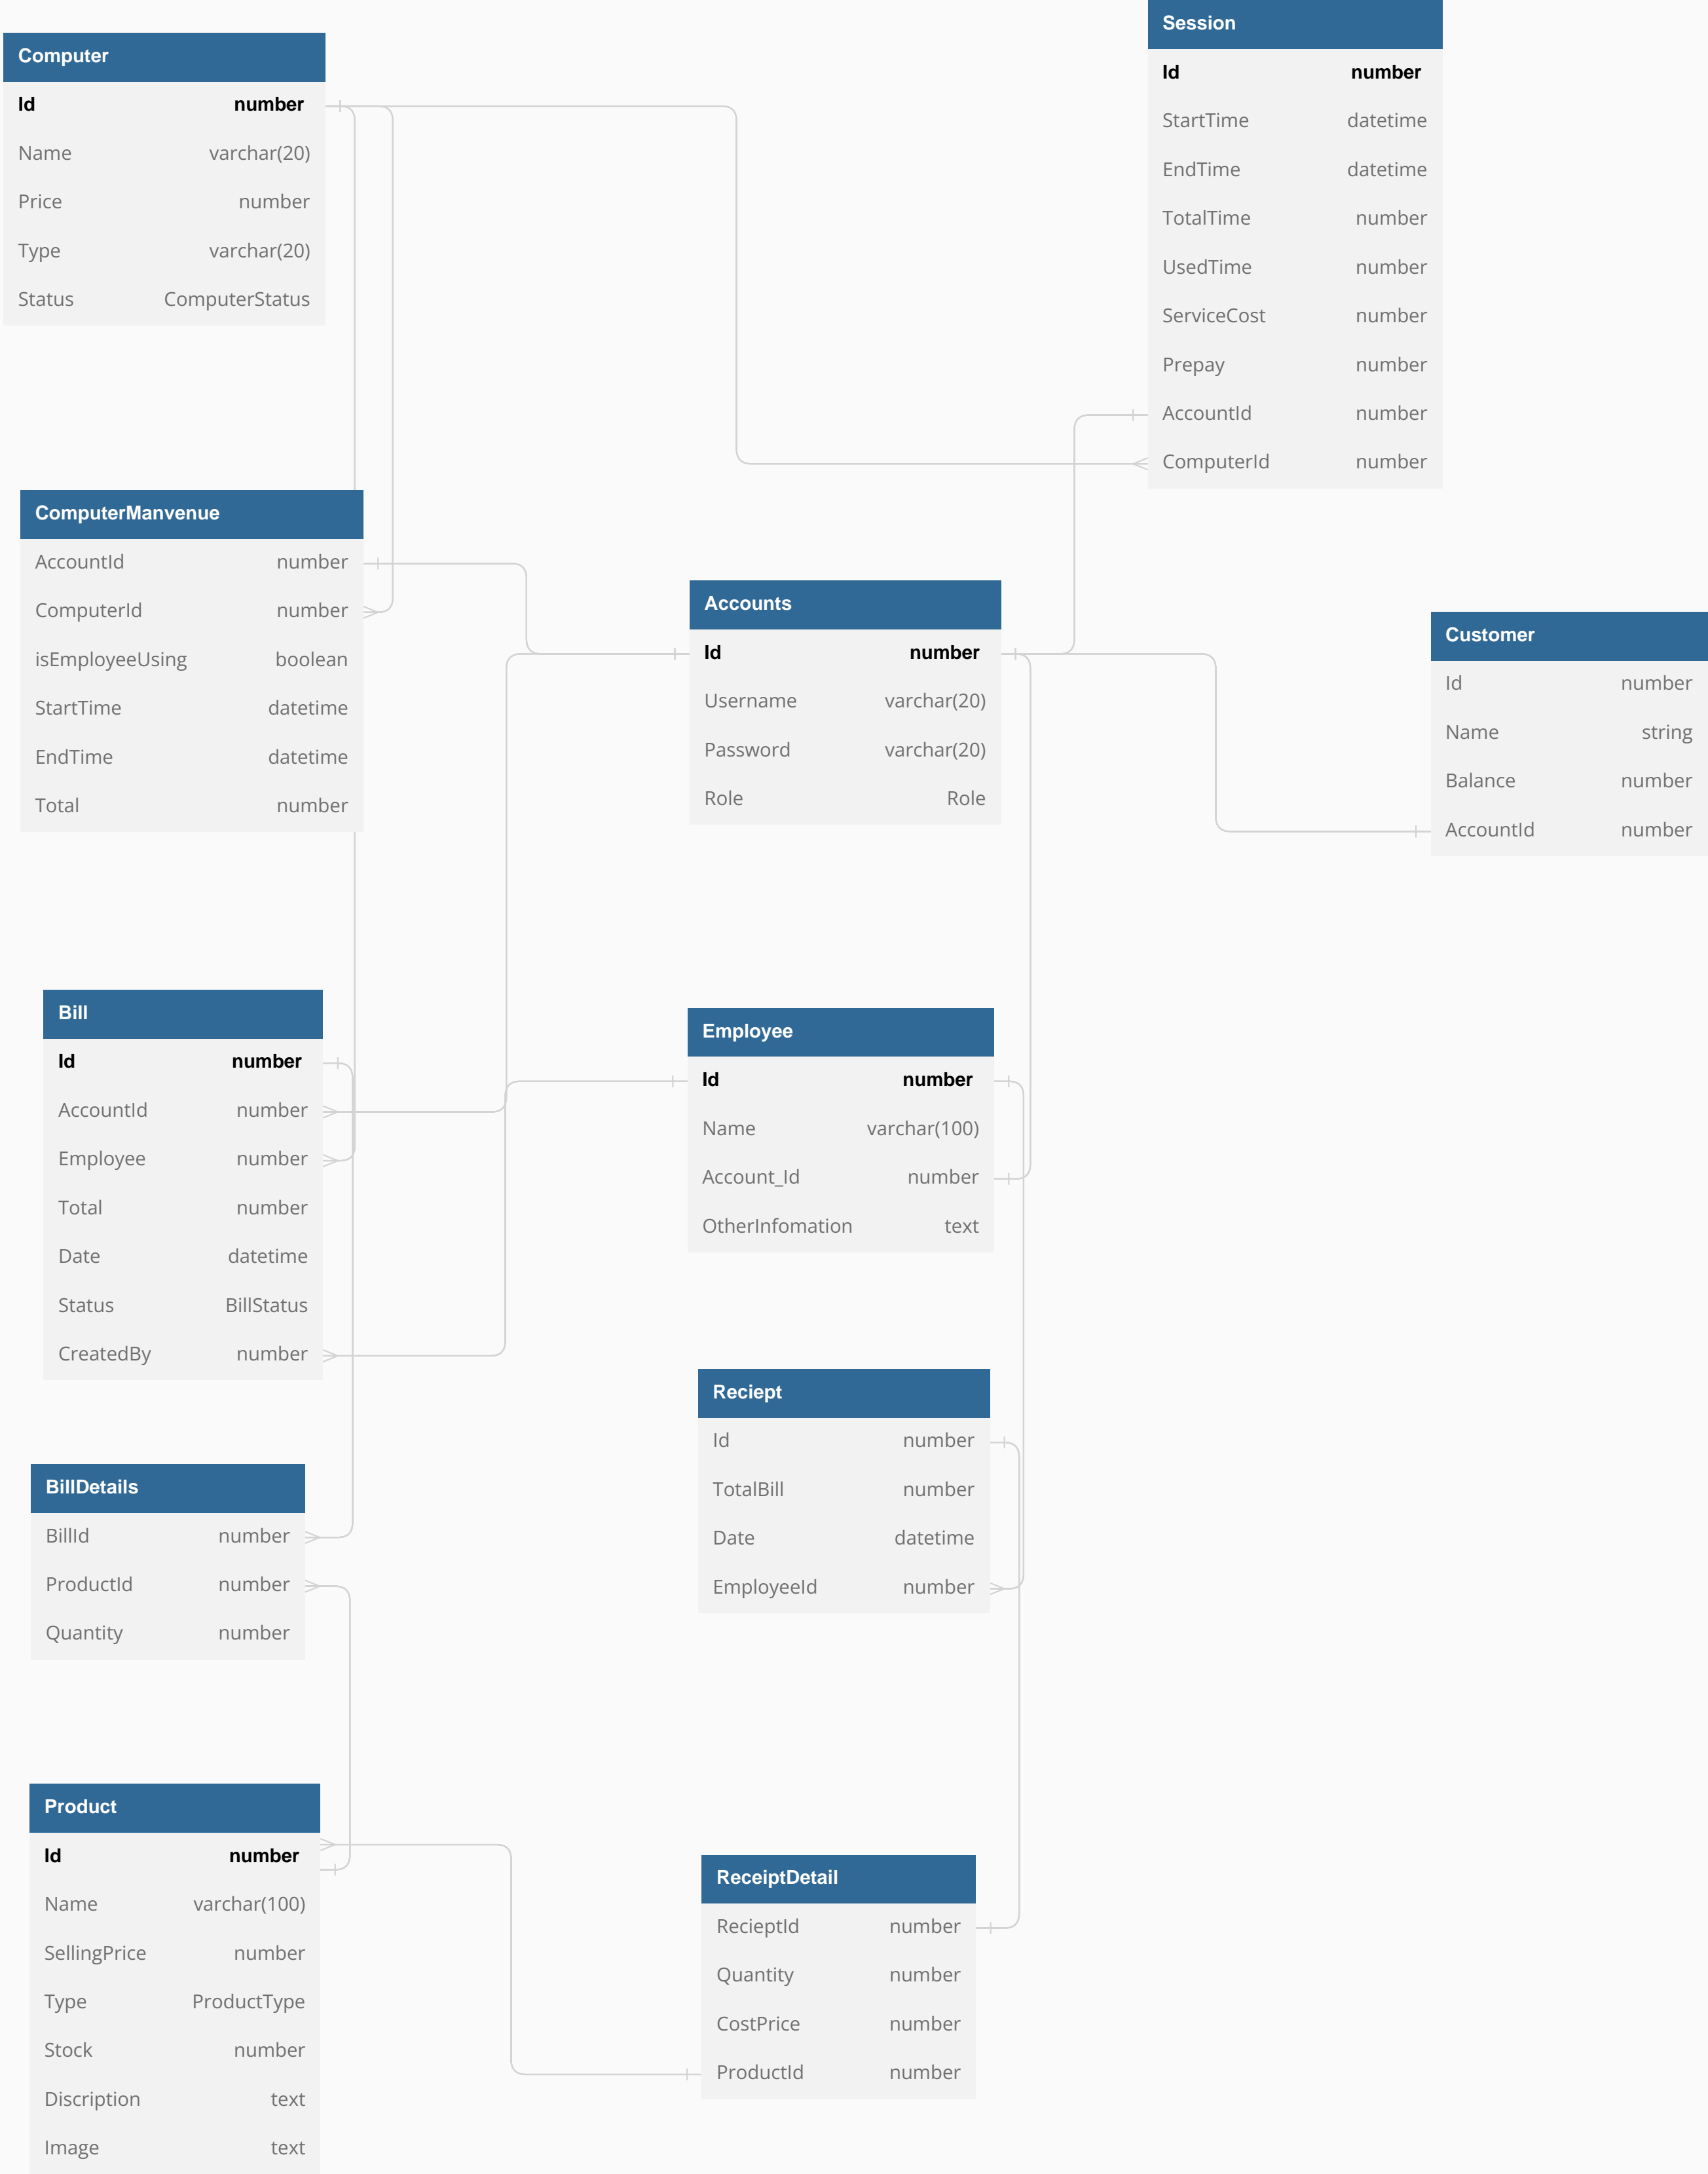 Computer
Id number
Name varchar(20)
Price number
Type varchar(20)
Status ComputerStatus
Session
Id number
StartTime datetime
EndTime datetime
TotalTime number
UsedTime number
ServiceCost number
Prepay number
AccountId number
ComputerId number
ComputerManvenue
AccountId number
ComputerId number
isEmployeeUsing boolean
StartTime datetime
EndTime datetime
Total number
Accounts
Id number
Username varchar(20)
Password varchar(20)
Role Role
Customer
Id number
Name string
Balance number
AccountId number
Bill
Id number
AccountId number
Employee number
Total number
Date datetime
Status BillStatus
CreatedBy number
Employee
Id number
Name varchar(100)
Account_Id number
OtherInfomation text
Reciept
Id number
TotalBill number
Date datetime
EmployeeId number
BillDetails
BillId number
ProductId number
Quantity number
Product
Id number
Name varchar(100)
SellingPrice number
Type ProductType
Stock number
Discription text
Image text
ReceiptDetail
RecieptId number
Quantity number
CostPrice number
ProductId number